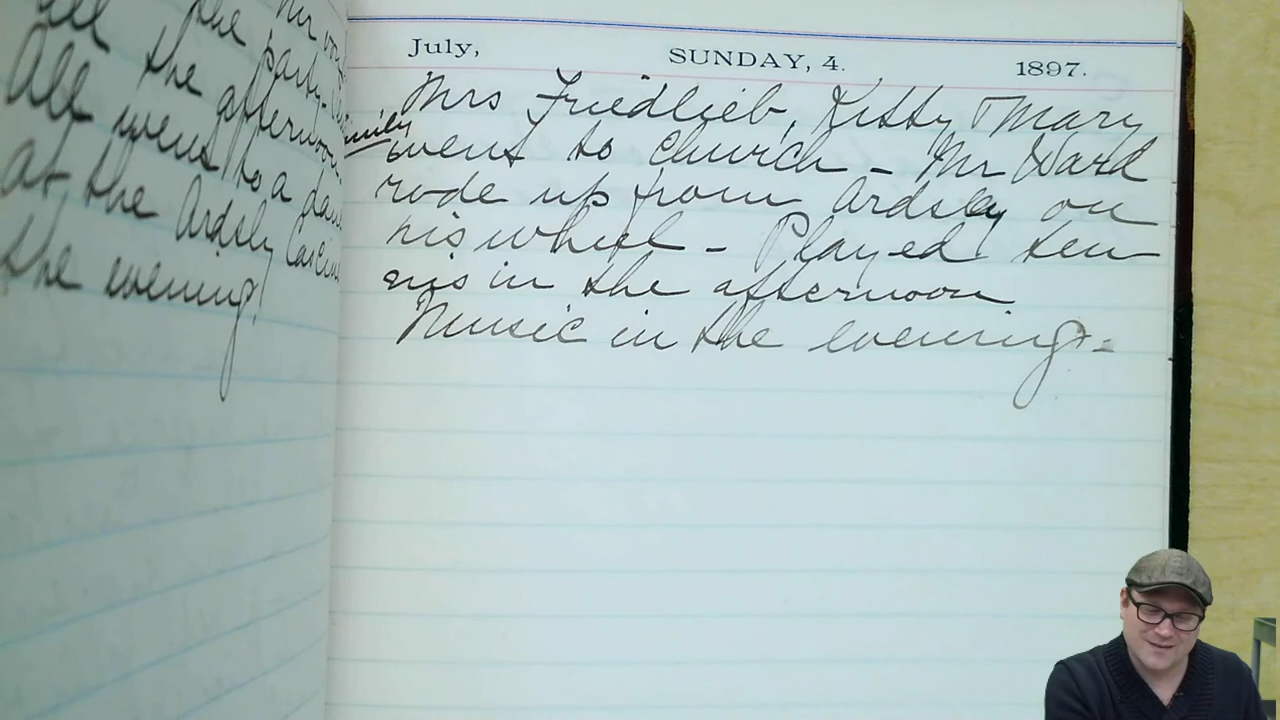 all the Mr
All the party
the afternoon
All went to a
at the Ardsley Casino
the evening.
July, SUNDAY, 4. 1897.
Mrs Friedlieb, Kitty & Mary
went to church - Mr Ward
rode up from Ardsley on
his wheel - Played ten
nis in the afternoon
Music in the evening -